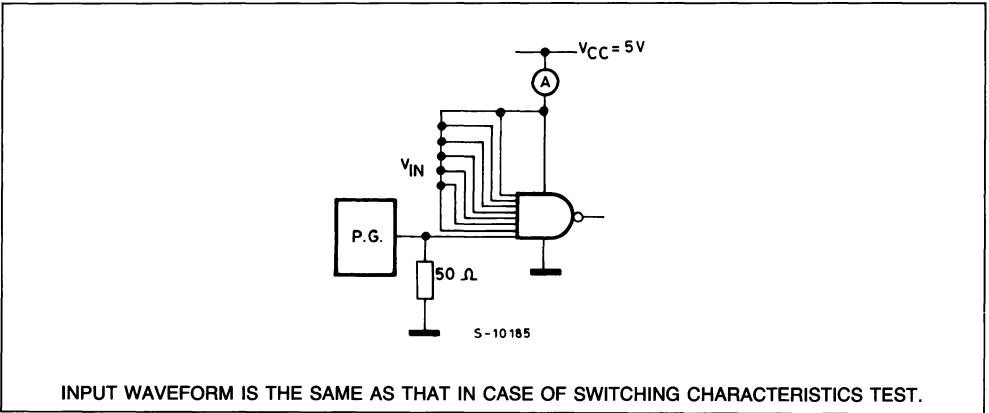 VCC = 5V
A
VIN
P.G.
50 Ω
S-10185
INPUT WAVEFORM IS THE SAME AS THAT IN CASE OF SWITCHING CHARACTERISTICS TEST.